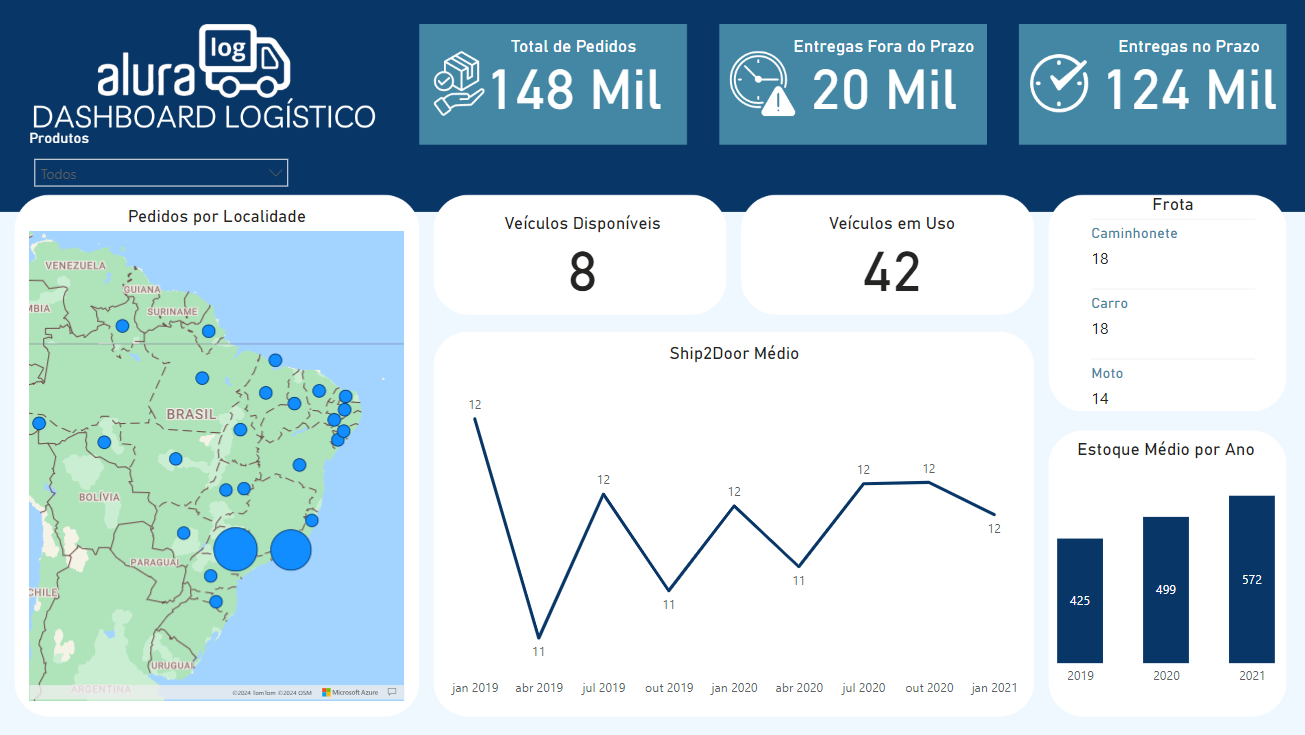 alura log
DASHBOARD LOGÍSTICO
Produtos
Todos
Total de Pedidos
148 Mil
Entregas Fora do Prazo
20 Mil
Entregas no Prazo
124 Mil
Pedidos por Localidade
VENEZUELA
GUIANA
MBIA
SURINAME
BRASIL
BOLÍVIA
PARAGUAI
CHILE
URUGUAI
ARGENTINA
©2024 TomTom ©2024 OSM
Microsoft Azure
Veículos Disponíveis
8
Veículos em Uso
42
Frota
Caminhonete
18
Carro
18
Moto
14
Ship2Door Médio
12
11
12
11
12
11
12
12
12
jan 2019 abr 2019 jul 2019 out 2019 jan 2020 abr 2020 jul 2020 out 2020 jan 2021
Estoque Médio por Ano
425
499
572
2019 2020 2021